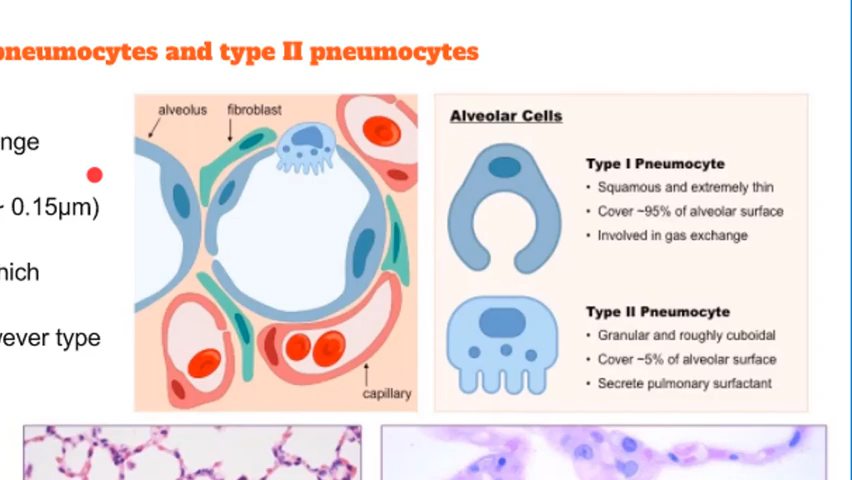 pneumocytes and type II pneumocytes
nge
0.15µm)
hich
wever type
alveolus fibroblast
capillary
Alveolar Cells
Type I Pneumocyte
• Squamous and extremely thin
• Cover ~95% of alveolar surface
• Involved in gas exchange
Type II Pneumocyte
• Granular and roughly cuboidal
• Cover ~5% of alveolar surface
• Secrete pulmonary surfactant